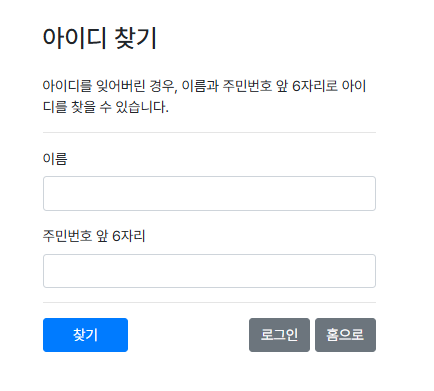 아이디 찾기
아이디를 잊어버린 경우, 이름과 주민번호 앞 6자리로 아이
디를 찾을 수 있습니다.
이름
주민번호 앞 6자리
찾기 로그인 홈으로